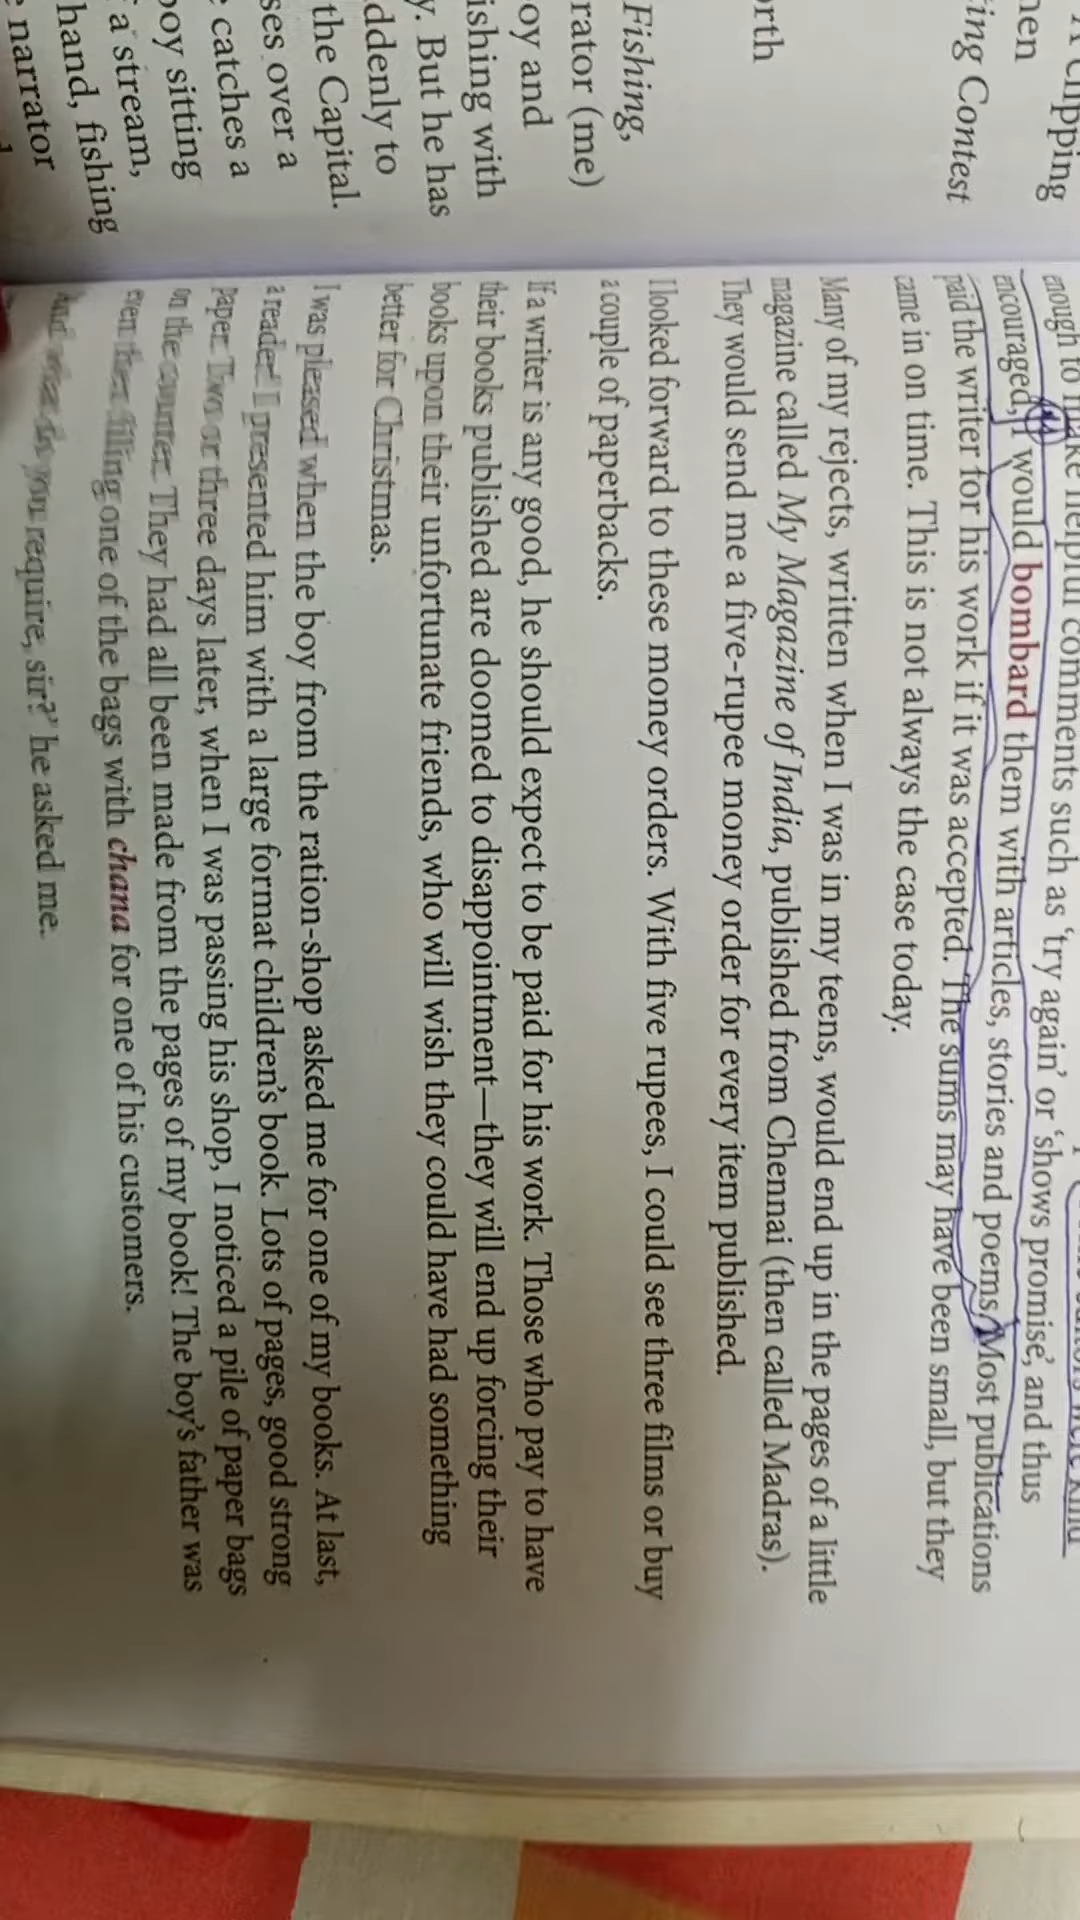 clipping
men
ing Contest
orth
Fishing,
rator (me)
oy and
ishing with
y. But he has
ddenly to
the Capital.
ses over a
catches a
oy sitting
a stream,
hand, fishing
narrator
enough to make helpful comments such as ‘try again’ or ‘shows promise’, and thus
encouraged, I would bombard them with articles, stories and poems. Most publications
paid the writer for his work if it was accepted. The sums may have been small, but they
came in on time. This is not always the case today.
Many of my rejects, written when I was in my teens, would end up in the pages of a little
magazine called My Magazine of India, published from Chennai (then called Madras).
They would send me a five-rupee money order for every item published.
I looked forward to these money orders. With five rupees, I could see three films or buy
a couple of paperbacks.
If a writer is any good, he should expect to be paid for his work. Those who pay to have
their books published are doomed to disappointment—they will end up forcing their
books upon their unfortunate friends, who will wish they could have had something
better for Christmas.
I was pleased when the boy from the ration-shop asked me for one of my books. At last,
a reader! I presented him with a large format children’s book. Lots of pages, good strong
paper. Two or three days later, when I was passing his shop, I noticed a pile of paper bags
on the counter. They had all been made from the pages of my book! The boy’s father was
even then filling one of the bags with chana for one of his customers.
‘And what do you require, sir?’ he asked me.